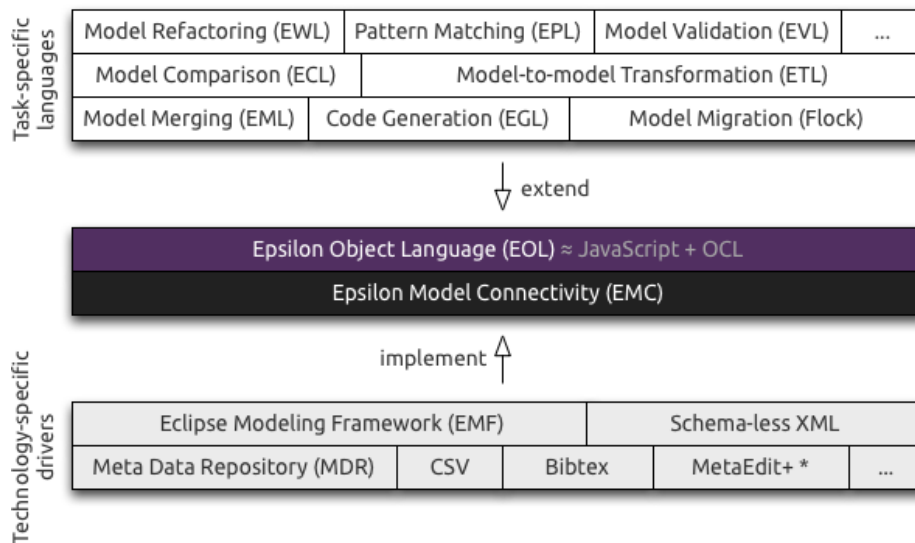 Task-specific
languages
Model Refactoring (EWL) Pattern Matching (EPL) Model Validation (EVL) ...
Model Comparison (ECL) Model-to-model Transformation (ETL)
Model Merging (EML) Code Generation (EGL) Model Migration (Flock)
extend
Epsilon Object Language (EOL) ≈ JavaScript + OCL
Epsilon Model Connectivity (EMC)
implement
Technology-specific
drivers
Eclipse Modeling Framework (EMF) Schema-less XML
Meta Data Repository (MDR) CSV Bibtex MetaEdit+ * ...